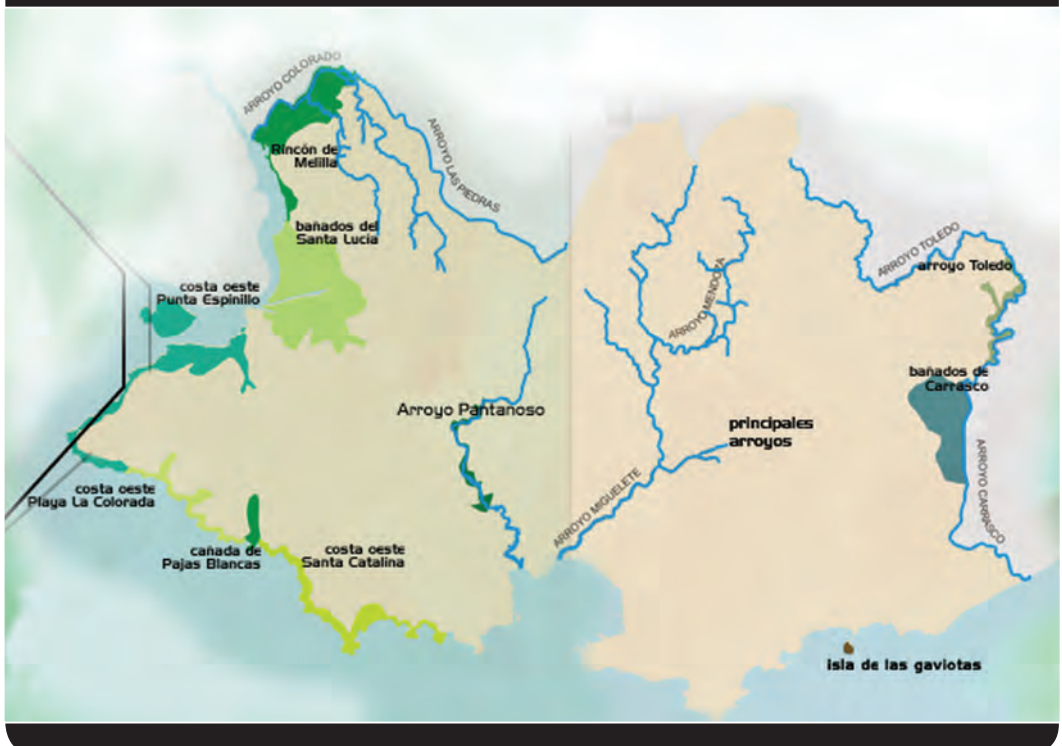 ARROYO COLORADO
Rincón de
Melilla
ARROYO LAS PIEDRAS
bañados del
Santa Lucía
costa oeste
Punta Espinillo
ARROYO MENDOZA
ARROYO TOLEDO
arroyo Toledo
bañados de
Carrasco
Arroyo Pantanoso
principales
arroyos
costa oeste
Playa La Colorada
ARROYO MIGUELETE
ARROYO CARRASCO
cañada de
Pajas Blancas
costa oeste
Santa Catalina
isla de las gaviotas